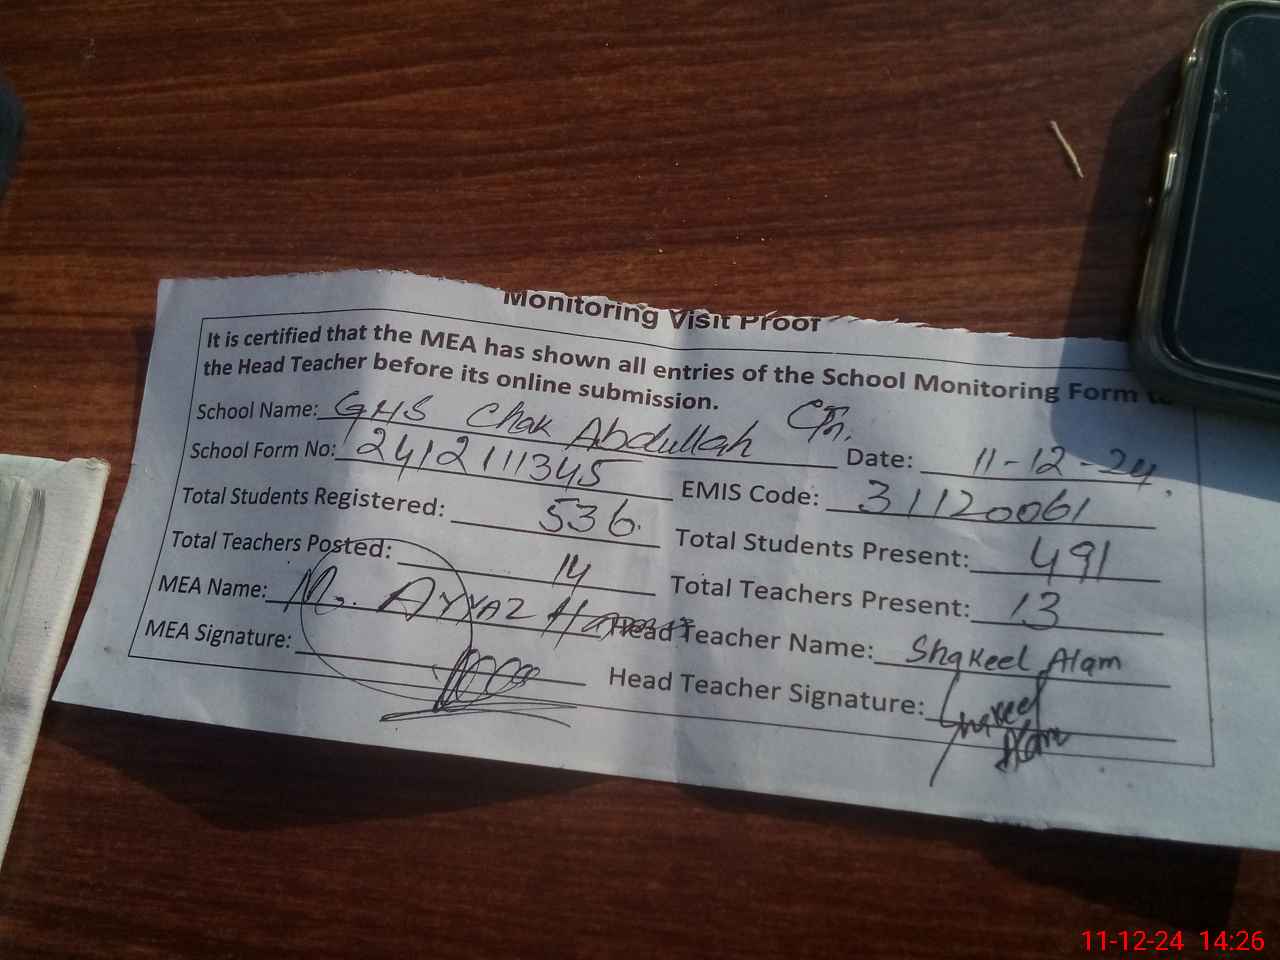 Monitoring Visit Proof
It is certified that the MEA has shown all entries of the School Monitoring Form to
the Head Teacher before its online submission.
School Name: GHS Chak Abdullah
School Form No: 2412111345 Date: 11-12-24.
Total Students Registered: 536. EMIS Code: 31120061
Total Teachers Posted: 14 Total Students Present: 491
MEA Name: M. Ayyaz Total Teachers Present: 13
MEA Signature: Head Teacher Name: Shakeel Alam
Head Teacher Signature: Shakeel
Alam
11-12-24 14:26